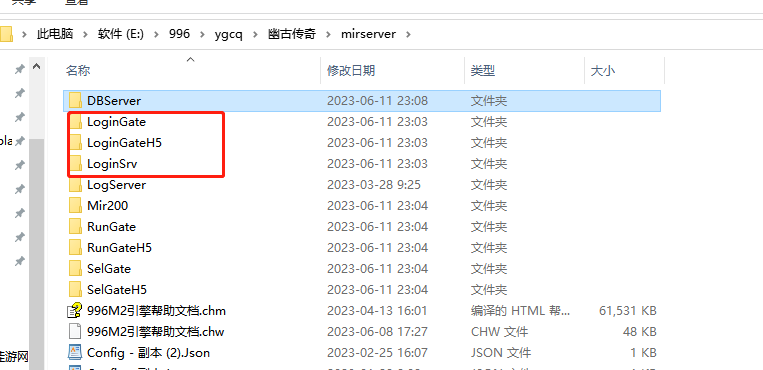 共享 查看
此电脑 › 软件 (E:) › 996 › ygcq › 幽古传奇 › mirserver ›
名称 修改日期 类型 大小
DBServer 2023-06-11 23:08 文件夹
LoginGate 2023-06-11 23:03 文件夹
LoginGateH5 2023-06-11 23:03 文件夹
LoginSrv 2023-06-11 23:03 文件夹
LogServer 2023-03-28 9:25 文件夹
Mir200 2023-06-11 23:04 文件夹
RunGate 2023-06-11 23:04 文件夹
RunGateH5 2023-06-11 23:04 文件夹
SelGate 2023-06-11 23:04 文件夹
SelGateH5 2023-06-11 23:04 文件夹
996M2引擎帮助文档.chm 2023-04-13 16:01 编译的 HTML 帮... 61,531 KB
996M2引擎帮助文档.chw 2023-06-08 17:27 CHW 文件 48 KB
Config - 副本 (2).Json 2023-02-25 16:07 JSON 文件 1 KB